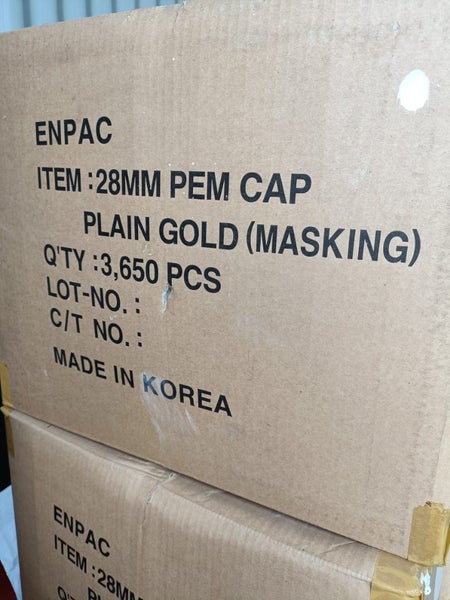 ENPAC
ITEM : 28MM PEM CAP
PLAIN GOLD (MASKING)
Q'TY : 3,650 PCS
LOT-NO. :
C/T NO. :
MADE IN KOREA
ENPAC
ITEM : 28MM